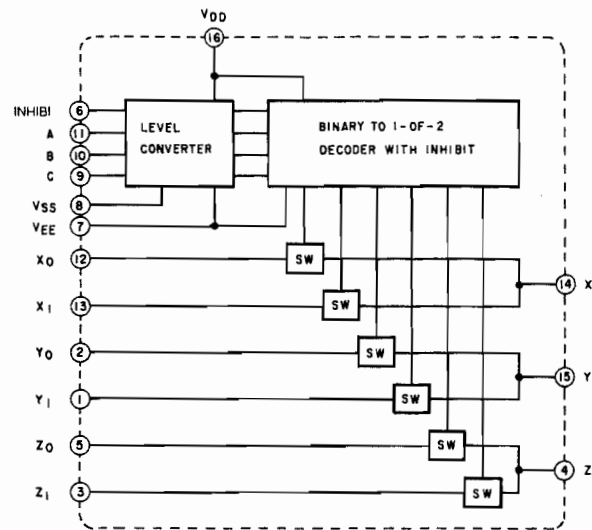 VDD
16
INHIBI 6
A 11
B 10
C 9
VSS 8
VEE 7
LEVEL
CONVERTER
BINARY TO 1-OF-2
DECODER WITH INHIBIT
X0 12
SW
14 X
X1 13
SW
Y0 2
SW
15 Y
Y1 1
SW
Z0 5
SW
4 Z
Z1 3
SW